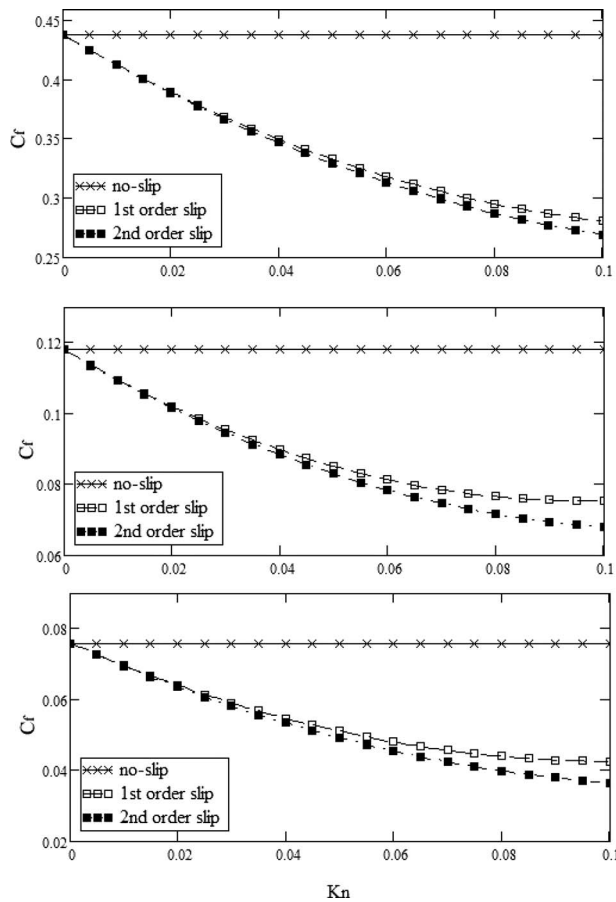 0.45
0.4
Cf
0.35
0.3
0.25
no-slip
1st order slip
2nd order slip
0 0.02 0.04 0.06 0.08 0.1
0.12
0.1
Cf
0.08
0.06
no-slip
1st order slip
2nd order slip
0 0.02 0.04 0.06 0.08 0.1
0.08
0.06
Cf
0.04
0.02
no-slip
1st order slip
2nd order slip
0 0.02 0.04 0.06 0.08 0.1
Kn